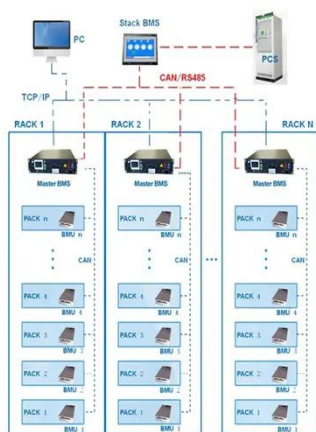 Stack BMS
PC
PCS
CAN/RS485
TCP/IP
RACK 1
RACK 2
RACK N
Master BMS
Master BMS
Master BMS
PACK n
BMU n
PACK n
BMU n
PACK n
BMU n
CAN
CAN
CAN
...
PACK 4
BMU 4
PACK 4
BMU 4
PACK 4
BMU 4
PACK 3
BMU 3
PACK 3
BMU 3
PACK 3
BMU 3
PACK 2
BMU 2
PACK 2
BMU 2
PACK 2
BMU 2
PACK 1
BMU 1
PACK 1
BMU 1
PACK 1
BMU 1